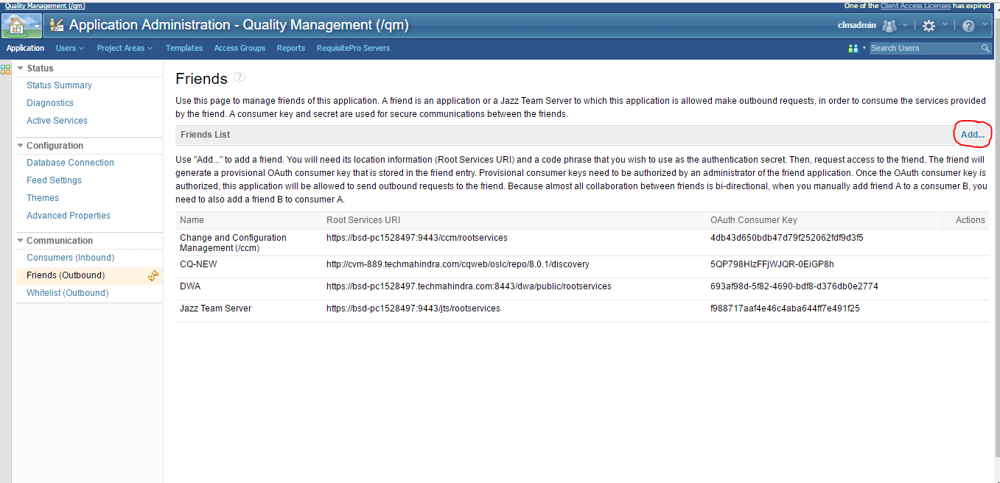 Quality Management (/qm)
One of the Client Access Licenses has expired
Application Administration - Quality Management (/qm)
clmadmin
Application Users Project Areas Templates Access Groups Reports RequisitePro Servers
Search Users
Status
Status Summary
Diagnostics
Active Services
Configuration
Database Connection
Feed Settings
Themes
Advanced Properties
Communication
Consumers (Inbound)
Friends (Outbound)
Whitelist (Outbound)
Friends ?
Use this page to manage friends of this application. A friend is an application or a Jazz Team Server to which this application is allowed make outbound requests, in order to consume the services provided
by the friend. A consumer key and secret are used for secure communications between the friends.
Friends List
Add...
Use "Add..." to add a friend. You will need its location information (Root Services URI) and a code phrase that you wish to use as the authentication secret. Then, request access to the friend. The friend will
generate a provisional OAuth consumer key that is stored in the friend entry. Provisional consumer keys need to be authorized by an administrator of the friend application. Once the OAuth consumer key is
authorized, this application will be allowed to send outbound requests to the friend. Because almost all collaboration between friends is bi-directional, when you manually add friend A to a consumer B, you
need to also add a friend B to consumer A.
Name Root Services URI OAuth Consumer Key Actions
Change and Configuration
Management (/ccm)
https://bsd-pc1528497:9443/ccm/rootservices 4db43d650bdb47d79f252062fdf9d3f5
CQ-NEW http://cvm-889.techmahindra.com/cqweb/oslc/repo/8.0.1/discovery 5QP798HIzFFjWJQR-0EiGP8h
DWA https://bsd-pc1528497.techmahindra.com:8443/dwa/public/rootservices 693af98d-5f82-4690-bdf8-d376db0e2774
Jazz Team Server https://bsd-pc1528497:9443/jts/rootservices f988717aaf4e46c4aba644ff7e491f25